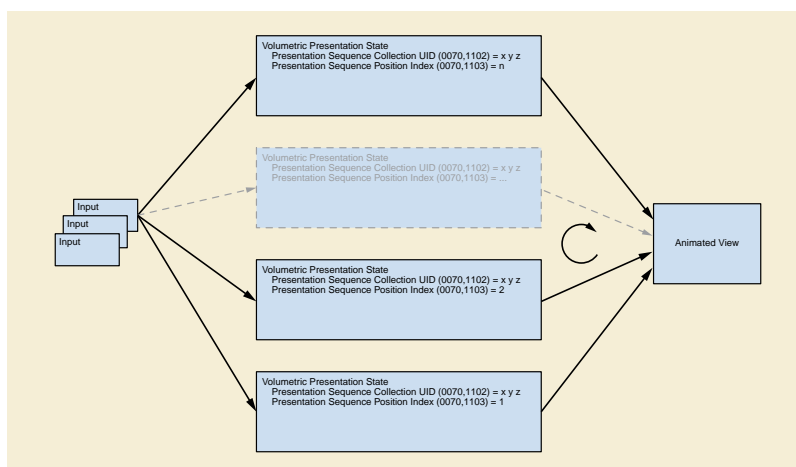 Volumetric Presentation State
Presentation Sequence Collection UID (0070,1102) = x y z
Presentation Sequence Position Index (0070,1103) = n
Volumetric Presentation State
Presentation Sequence Collection UID (0070,1102) = x y z
Presentation Sequence Position Index (0070,1103) = ...
Input
Input
Input
Animated View
Volumetric Presentation State
Presentation Sequence Collection UID (0070,1102) = x y z
Presentation Sequence Position Index (0070,1103) = 2
Volumetric Presentation State
Presentation Sequence Collection UID (0070,1102) = x y z
Presentation Sequence Position Index (0070,1103) = 1